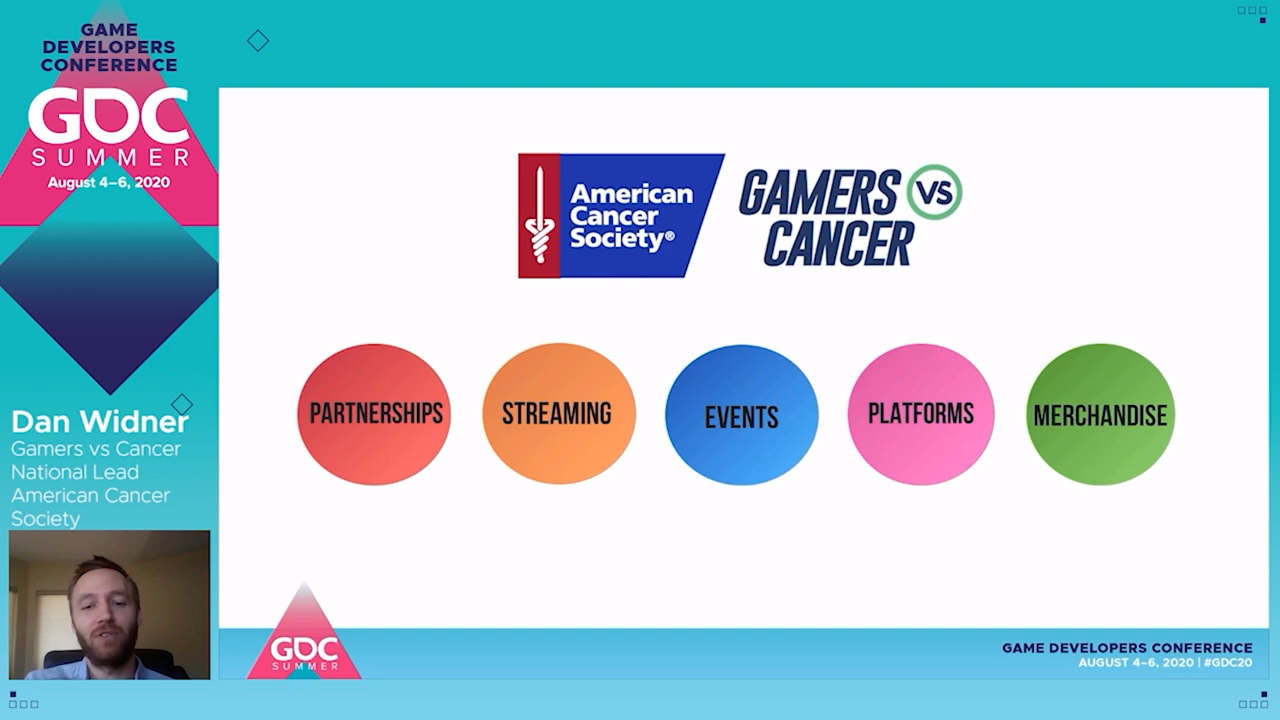 GAME
DEVELOPERS
CONFERENCE
GDC
SUMMER
August 4–6, 2020
American
Cancer
Society®
GAMERS VS
CANCER
PARTNERSHIPS
STREAMING
EVENTS
PLATFORMS
MERCHANDISE
Dan Widner
Gamers vs Cancer
National Lead
American Cancer
Society
GDC
SUMMER
GAME DEVELOPERS CONFERENCE
AUGUST 4–6, 2020 | #GDC20